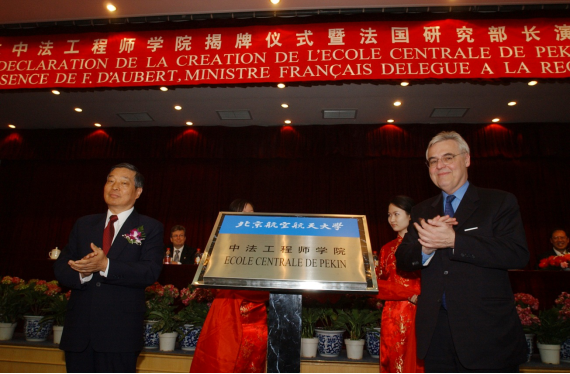 中法工程师学院揭牌仪式暨法国研究部长演
DECLARATION DE LA CREATION DE L'ECOLE CENTRALE DE PEKIN
SENCE DE F. D'AUBERT, MINISTRE FRANÇAIS DELEGUE A LA REC
北京航空航天大学
中法工程师学院
ECOLE CENTRALE DE PEKIN